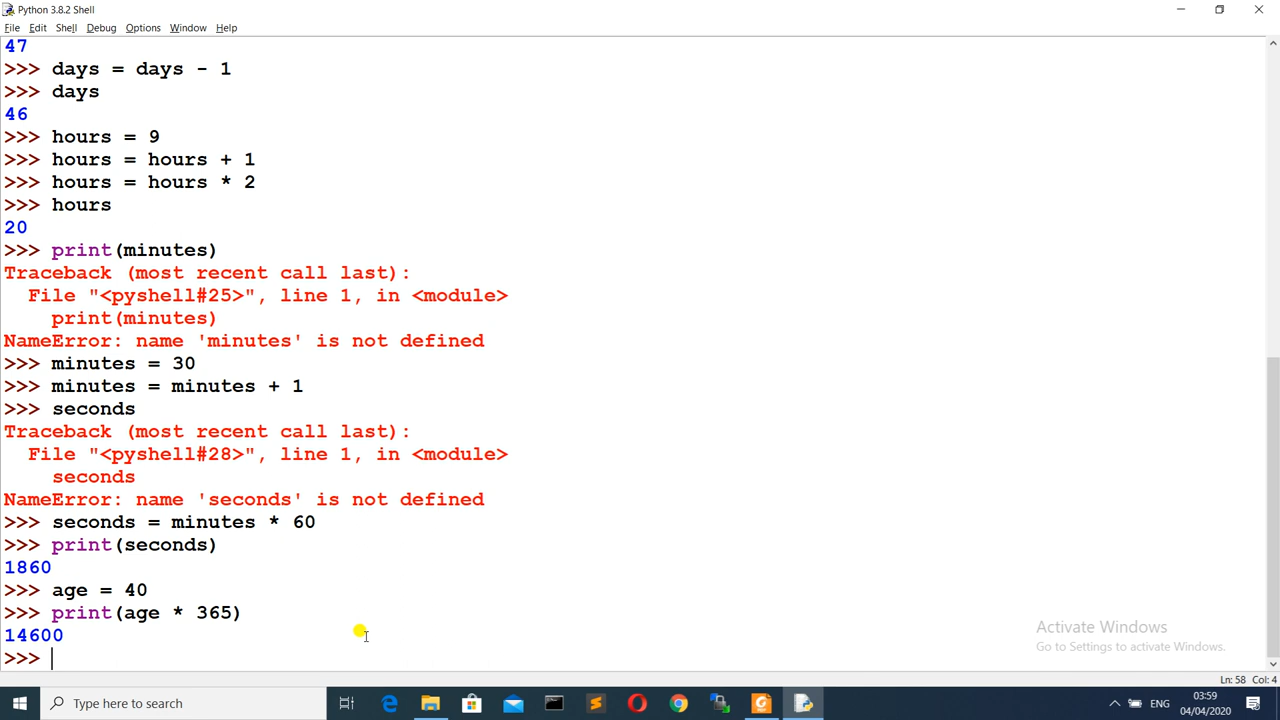 Python 3.8.2 Shell
File Edit Shell Debug Options Window Help
47
>>> days = days - 1
>>> days
46
>>> hours = 9
>>> hours = hours + 1
>>> hours = hours * 2
>>> hours
20
>>> print(minutes)
Traceback (most recent call last):
  File "<pyshell#25>", line 1, in <module>
    print(minutes)
NameError: name 'minutes' is not defined
>>> minutes = 30
>>> minutes = minutes + 1
>>> seconds
Traceback (most recent call last):
  File "<pyshell#28>", line 1, in <module>
    seconds
NameError: name 'seconds' is not defined
>>> seconds = minutes * 60
>>> print(seconds)
1860
>>> age = 40
>>> print(age * 365)
14600
>>>
Activate Windows
Go to Settings to activate Windows.
Ln: 58 Col: 4
Type here to search
ENG
03:59
04/04/2020